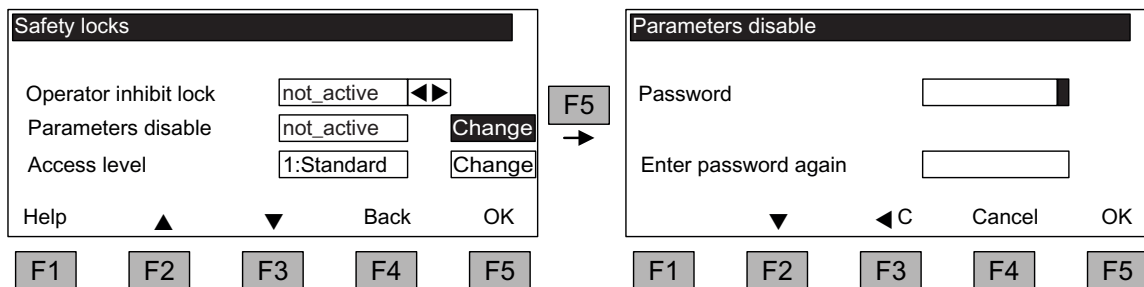 Safety locks
Operator inhibit lock not_active ◀▶
Parameters disable not_active Change
Access level 1:Standard Change
Help ▲ ▼ Back OK
F1 F2 F3 F4 F5
F5
→
Parameters disable
Password
Enter password again
▼ ◀C Cancel OK
F1 F2 F3 F4 F5